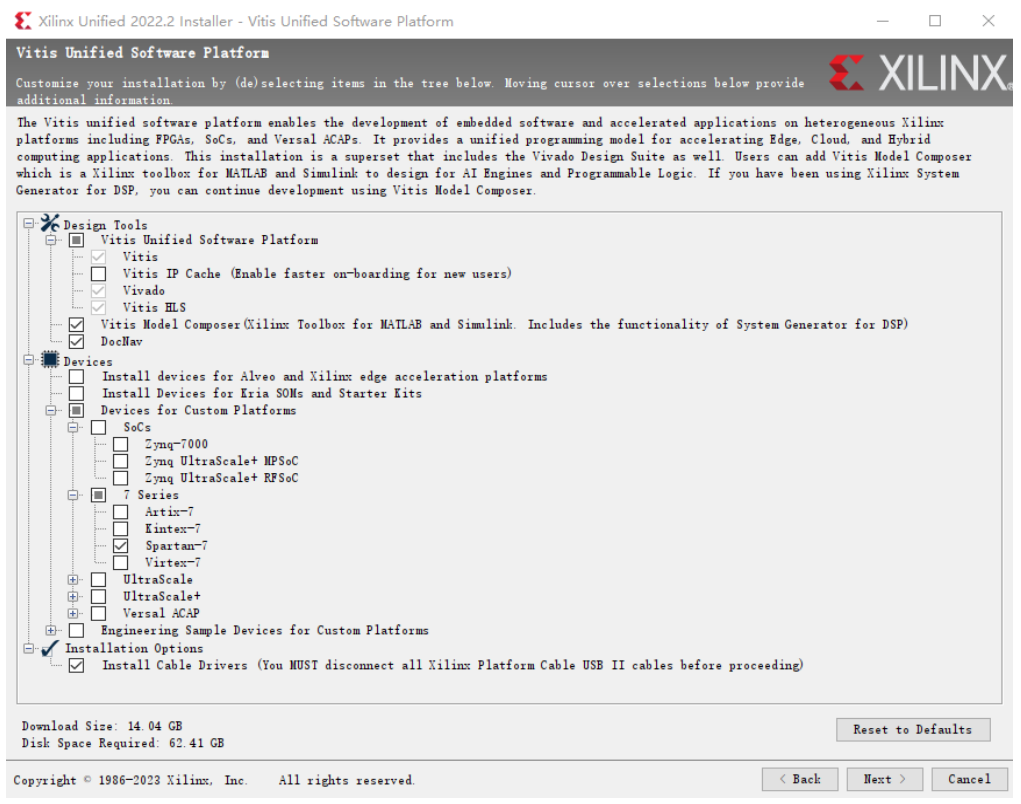 Xilinx Unified 2022.2 Installer - Vitis Unified Software Platform
Vitis Unified Software Platform
Customize your installation by (de)selecting items in the tree below. Moving cursor over selections below provide
additional information.
XILINX
The Vitis unified software platform enables the development of embedded software and accelerated applications on heterogeneous Xilinx
platforms including FPGAs, SoCs, and Versal ACAPs. It provides a unified programming model for accelerating Edge, Cloud, and Hybrid
computing applications. This installation is a superset that includes the Vivado Design Suite as well. Users can add Vitis Model Composer
which is a Xilinx toolbox for MATLAB and Simulink to design for AI Engines and Programmable Logic. If you have been using Xilinx System
Generator for DSP, you can continue development using Vitis Model Composer.
Design Tools
Vitis Unified Software Platform
Vitis
Vitis IP Cache (Enable faster on-boarding for new users)
Vivado
Vitis HLS
Vitis Model Composer(Xilinx Toolbox for MATLAB and Simulink. Includes the functionality of System Generator for DSP)
DocNav
Devices
Install devices for Alveo and Xilinx edge acceleration platforms
Install Devices for Kria SOMs and Starter Kits
Devices for Custom Platforms
SoCs
Zynq-7000
Zynq UltraScale+ MPSoC
Zynq UltraScale+ RFSoC
7 Series
Artix-7
Kintex-7
Spartan-7
Virtex-7
UltraScale
UltraScale+
Versal ACAP
Engineering Sample Devices for Custom Platforms
Installation Options
Install Cable Drivers (You MUST disconnect all Xilinx Platform Cable USB II cables before proceeding)
Download Size: 14.04 GB
Disk Space Required: 62.41 GB
Reset to Defaults
Copyright © 1986-2023 Xilinx, Inc. All rights reserved.
< Back
Next >
Cancel